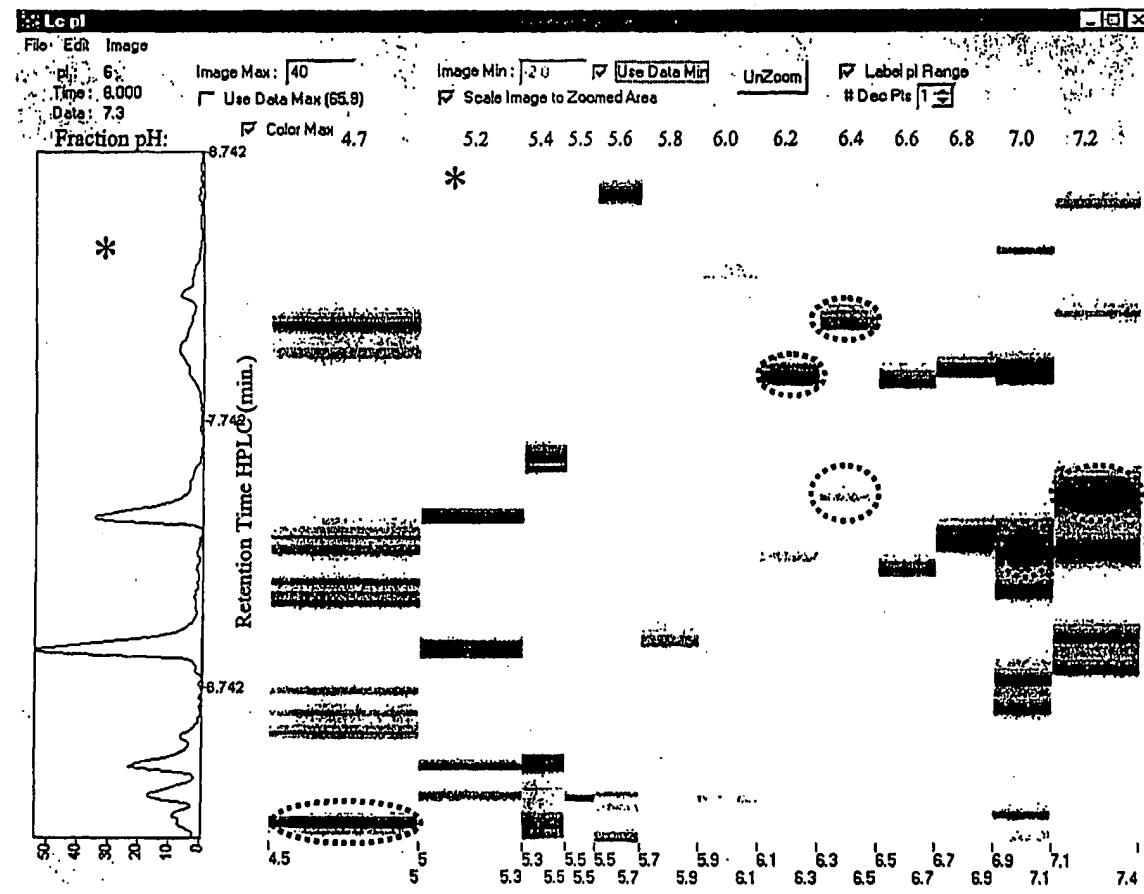 Lc pI
File Edit Image
pI: 6 Image Max: 40 Image Min: -2.0 Use Data Min UnZoom Label pI Range
Time: 8.000 Use Data Max (65.9) Scale Image to Zoomed Area # Dec Pts 1
Data: 7.3
Color Max
Fraction pH: 4.7 5.2 5.4 5.5 5.6 5.8 6.0 6.2 6.4 6.6 6.8 7.0 7.2
8.742
*
*
7.742
Retention Time HPLC (min.)
6.742
50 40 30 20 10 0
4.5 5 5.3 5.5 5.5 5.7 5.9 6.1 6.3 6.5 6.7 6.9 7.1
5 5.3 5.5 5.5 5.7 5.9 6.1 6.3 6.5 6.7 6.9 7.1 7.4